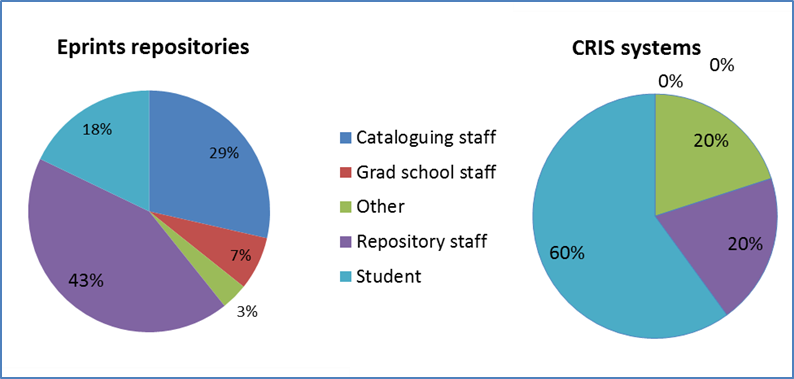 Eprints repositories
18%
29%
7%
3%
43%
Cataloguing staff
Grad school staff
Other
Repository staff
Student
CRIS systems
0%
0%
20%
20%
60%